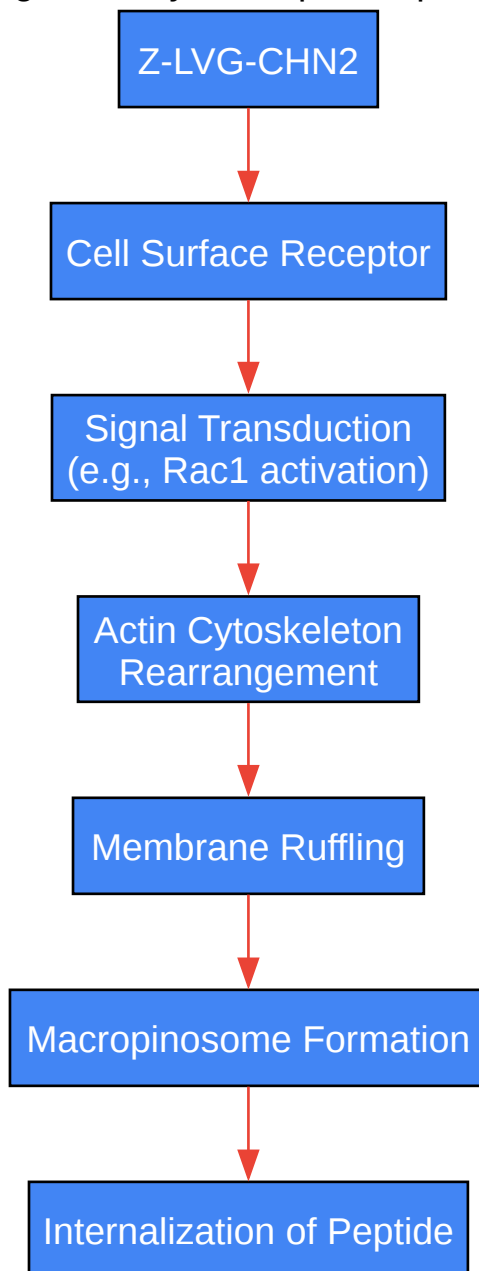 Z-LVG-CHN2
Cell Surface Receptor
Signal Transduction
(e.g., Rac1 activation)
Actin Cytoskeleton
Rearrangement
Membrane Ruffling
Macropinosome Formation
Internalization of Peptide